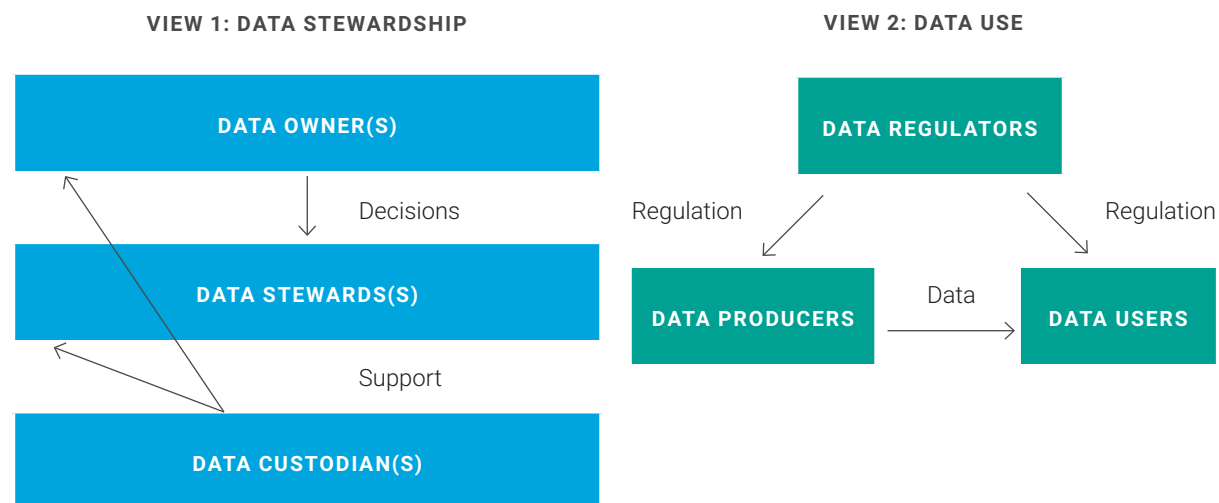 VIEW 1: DATA STEWARDSHIP
DATA OWNER(S)
Decisions
DATA STEWARDS(S)
Support
DATA CUSTODIAN(S)
VIEW 2: DATA USE
DATA REGULATORS
Regulation
Regulation
DATA PRODUCERS
Data
DATA USERS